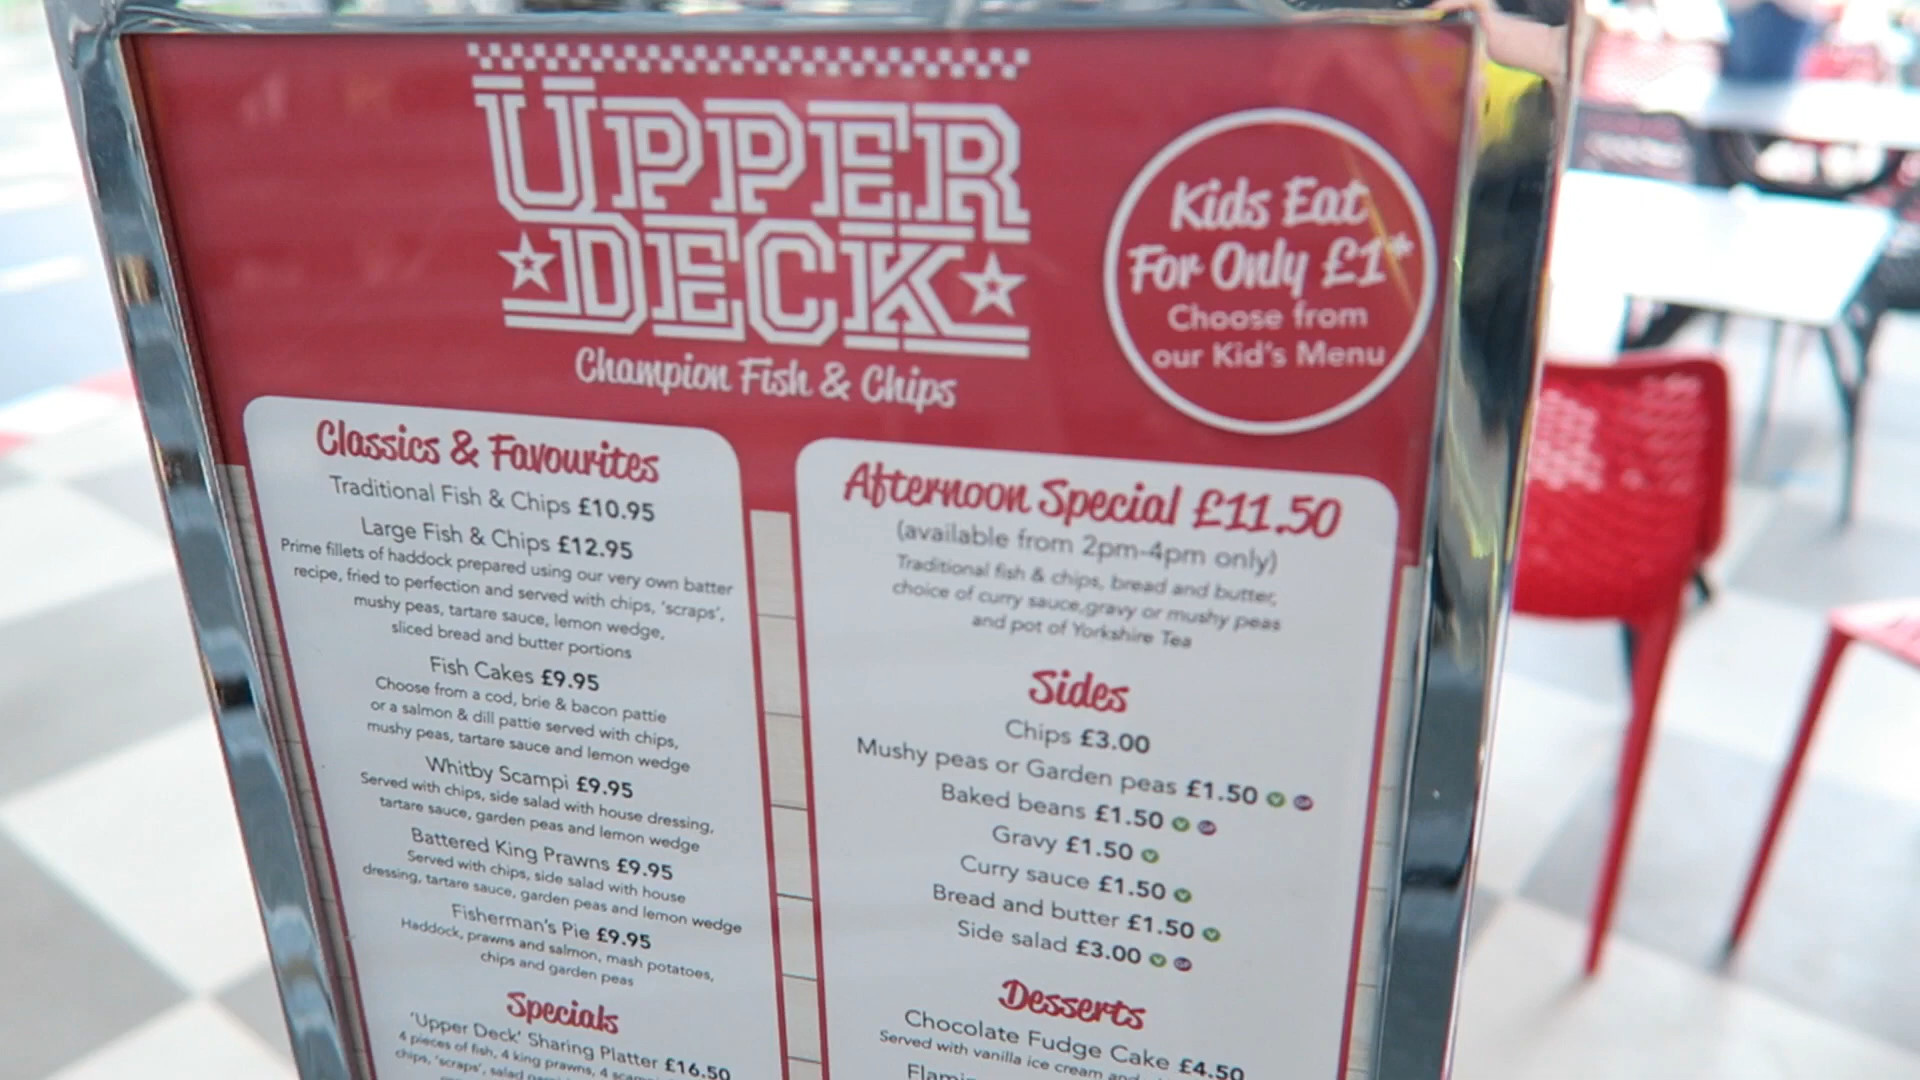 UPPER
DECK
Champion Fish & Chips
Kids Eat
For Only £1*
Choose from
our Kid's Menu
Classics & Favourites
Traditional Fish & Chips £10.95
Large Fish & Chips £12.95
Prime fillets of haddock prepared using our very own batter
recipe, fried to perfection and served with chips, 'scraps',
mushy peas, tartare sauce, lemon wedge,
sliced bread and butter portions
Fish Cakes £9.95
Choose from a cod, brie & bacon pattie
or a salmon & dill pattie served with chips,
mushy peas, tartare sauce and lemon wedge
Whitby Scampi £9.95
Served with chips, side salad with house dressing,
tartare sauce, garden peas and lemon wedge
Battered King Prawns £9.95
Served with chips, side salad with house
dressing, tartare sauce, garden peas and lemon wedge
Fisherman's Pie £9.95
Haddock, prawns and salmon, mash potatoes,
chips and garden peas
Specials
'Upper Deck' Sharing Platter £16.50
4 pieces of fish, 4 king prawns, 4
chips, 'scraps', salad
Afternoon Special £11.50
(available from 2pm-4pm only)
Traditional fish & chips, bread and butter,
choice of curry sauce,gravy or mushy peas
and pot of Yorkshire Tea
Sides
Chips £3.00
Mushy peas or Garden peas £1.50
Baked beans £1.50
Gravy £1.50
Curry sauce £1.50
Bread and butter £1.50
Side salad £3.00
Desserts
Chocolate Fudge Cake £4.50
Served with vanilla ice cream